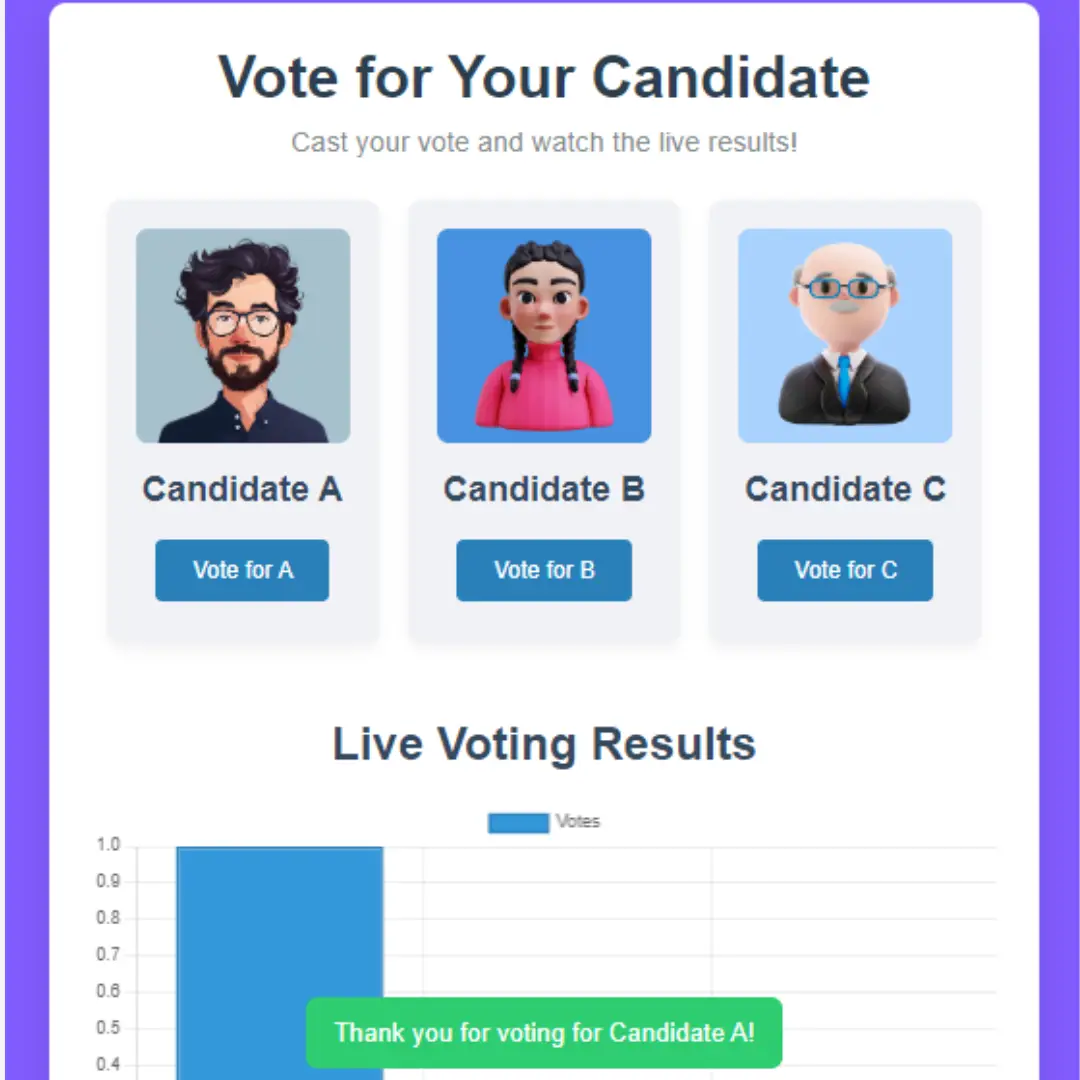 Vote for Your Candidate
Cast your vote and watch the live results!
Candidate A
Candidate B
Candidate C
Vote for A
Vote for B
Vote for C
Live Voting Results
Votes
1.0
0.9
0.8
0.7
0.6
0.5
0.4
Thank you for voting for Candidate A!